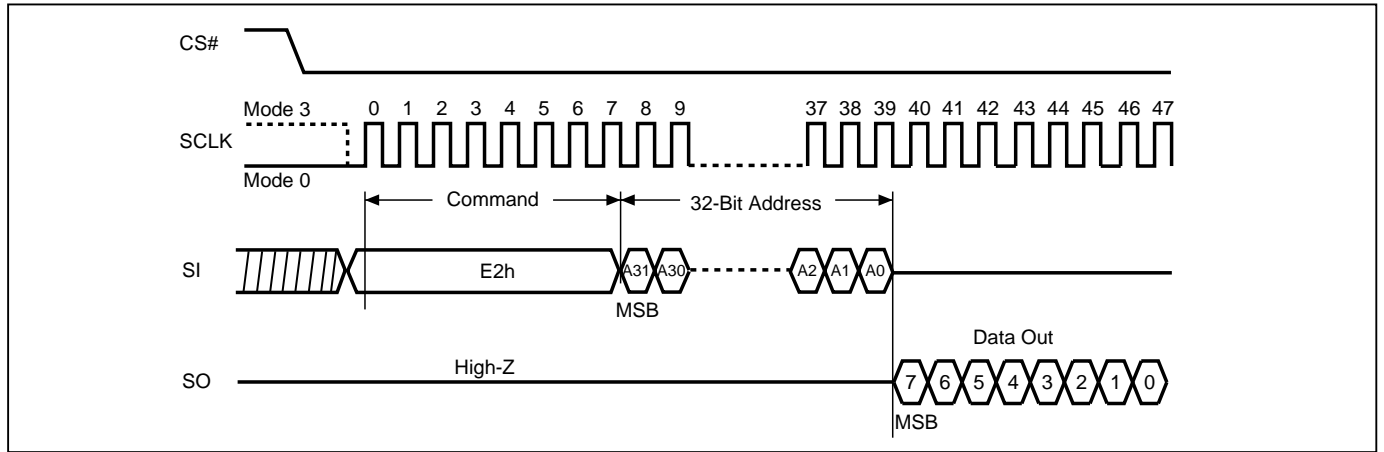 CS#
Mode 3 0 1 2 3 4 5 6 7 8 9 37 38 39 40 41 42 43 44 45 46 47
SCLK
Mode 0
Command 32-Bit Address
SI E2h A31 A30 A2 A1 A0
MSB
Data Out
High-Z
SO 7 6 5 4 3 2 1 0
MSB